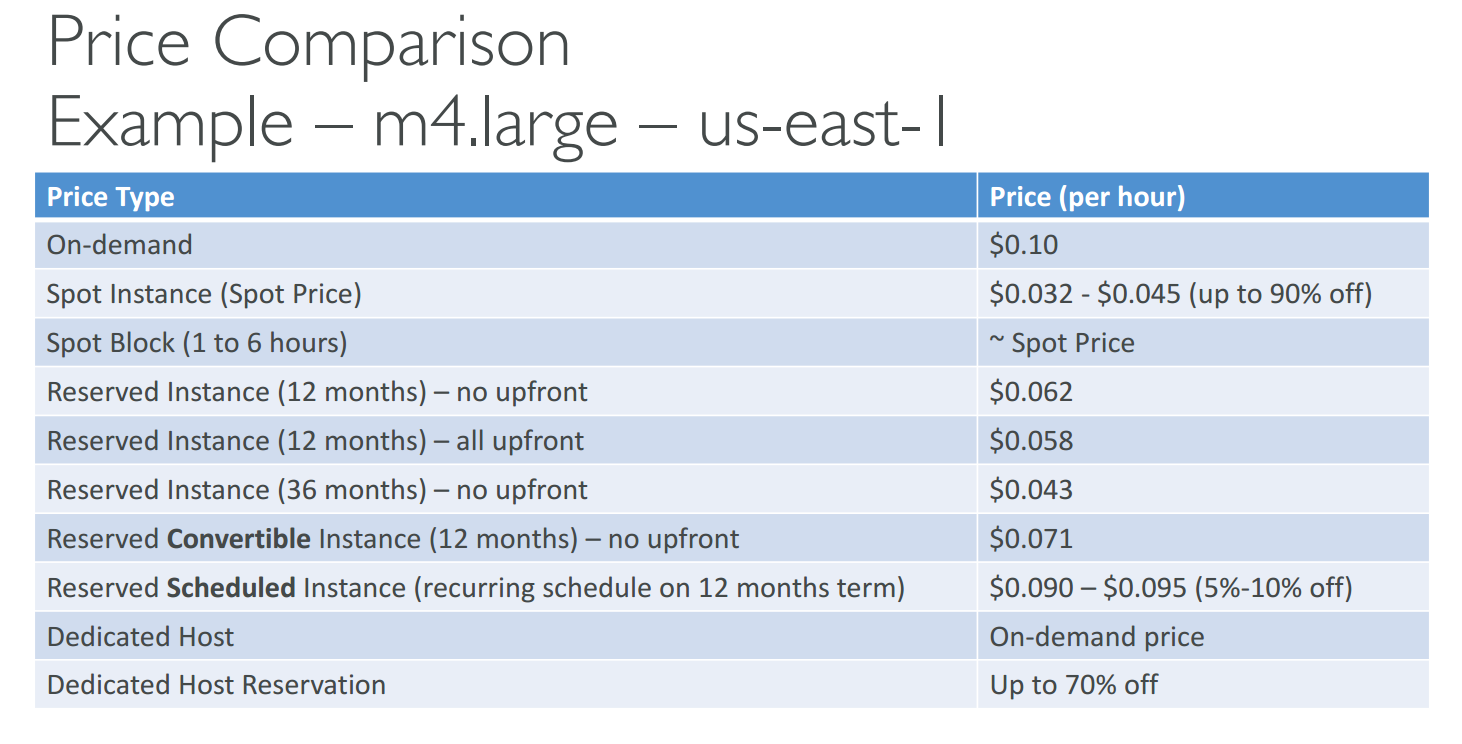 Price Comparison
Example – m4.large – us-east-1
Price Type Price (per hour)
On-demand $0.10
Spot Instance (Spot Price) $0.032 - $0.045 (up to 90% off)
Spot Block (1 to 6 hours) ~ Spot Price
Reserved Instance (12 months) – no upfront $0.062
Reserved Instance (12 months) – all upfront $0.058
Reserved Instance (36 months) – no upfront $0.043
Reserved Convertible Instance (12 months) – no upfront $0.071
Reserved Scheduled Instance (recurring schedule on 12 months term) $0.090 – $0.095 (5%-10% off)
Dedicated Host On-demand price
Dedicated Host Reservation Up to 70% off